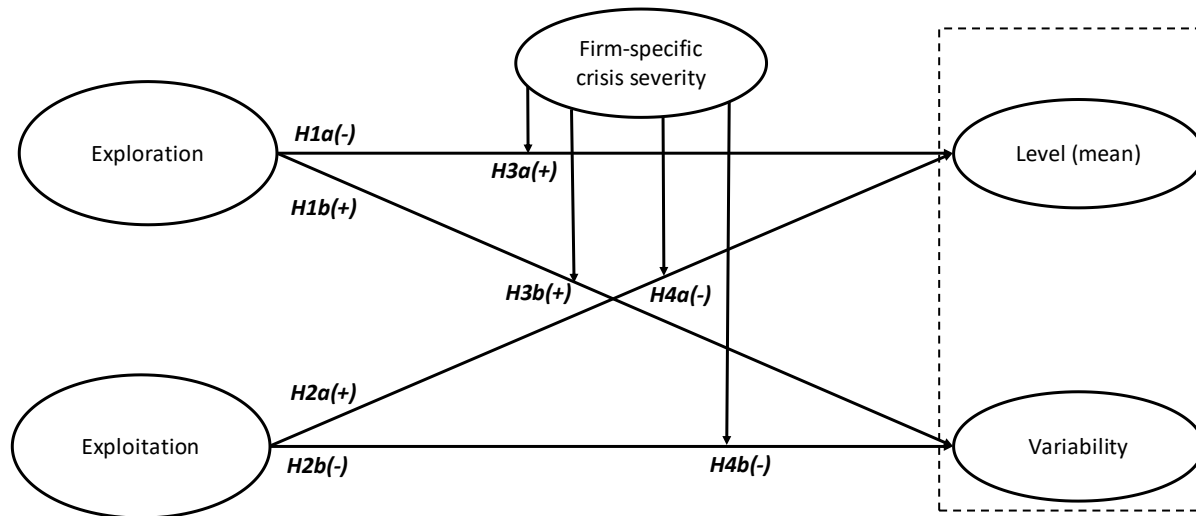 Firm-specific
crisis severity
H1a(-)
Exploration
Level (mean)
H3a(+)
H1b(+)
H3b(+)
H4a(-)
H2a(+)
Exploitation
Variability
H2b(-)
H4b(-)